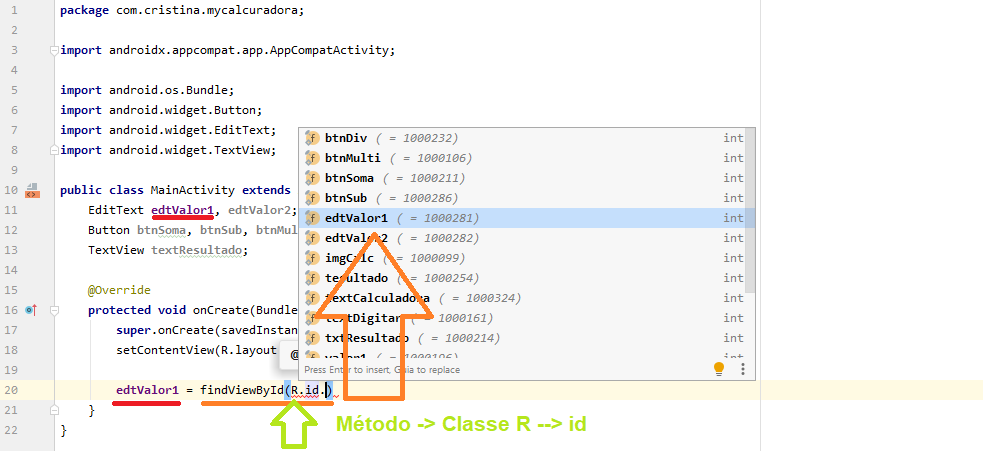 1 package com.cristina.mycalcuradora;
2
3 import androidx.appcompat.app.AppCompatActivity;
4
5 import android.os.Bundle;
6 import android.widget.Button;
7 import android.widget.EditText;
8 import android.widget.TextView;
9
10 public class MainActivity extends
11 EditText edtValor1, edtValor2;
12 Button btnSoma, btnSub, btnMul
13 TextView textResultado;
14
15 @Override
16 protected void onCreate(Bundle
17 super.onCreate(savedInstan
18 setContentView(R.layout
19
20 edtValor1 = findViewById(R.id.)
21 }
22 }
btnDiv ( = 1000232) int
btnMulti ( = 1000106) int
btnSoma ( = 1000211) int
btnSub ( = 1000286) int
edtValor1 ( = 1000281) int
edtValor2 ( = 1000282) int
imgCalc ( = 1000099) int
resultado ( = 1000254) int
textCalculadora ( = 1000324) int
textDigitar ( = 1000161) int
txtResultado ( = 1000214) int
valor1 ( = 1000196) int
Press Enter to insert, Guia to replace
@
Método -> Classe R --> id